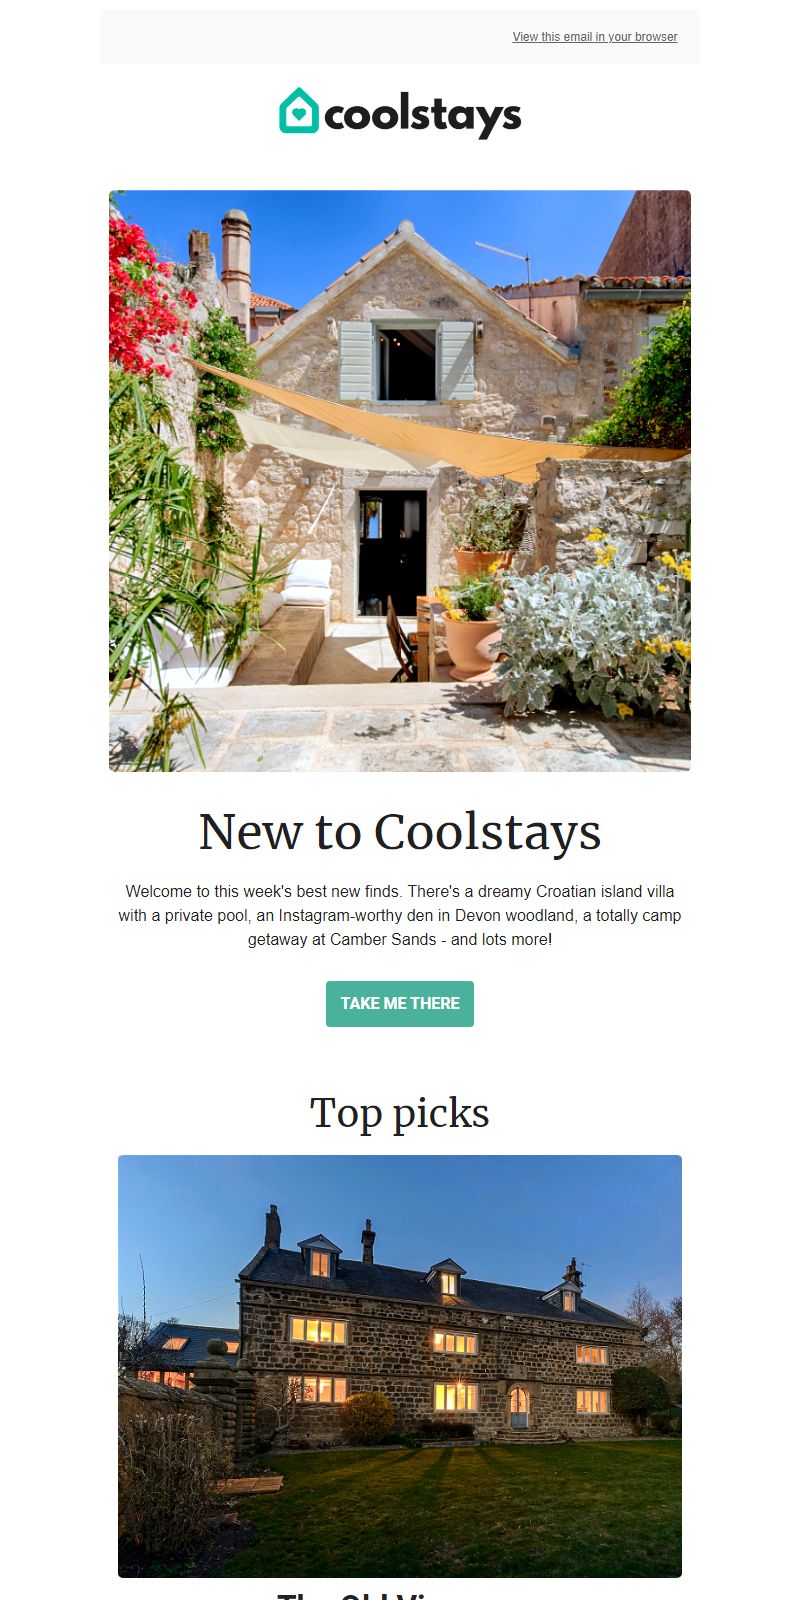 View this email in your browser
coolstays
New to Coolstays
Welcome to this week's best new finds. There's a dreamy Croatian island villa
with a private pool, an Instagram-worthy den in Devon woodland, a totally camp
getaway at Camber Sands - and lots more!
TAKE ME THERE
Top picks
The Old